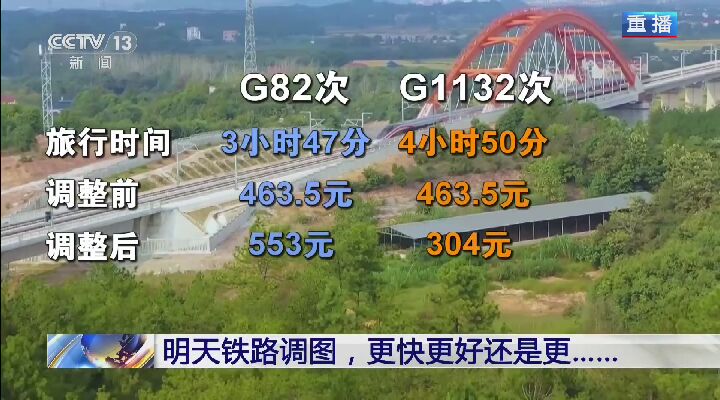 CCTV 13
新闻
重播
G82次 G1132次
旅行时间 3小时47分 4小时50分
调整前 463.5元 463.5元
调整后 553元 304元
明天铁路调图，更快更好还是更......